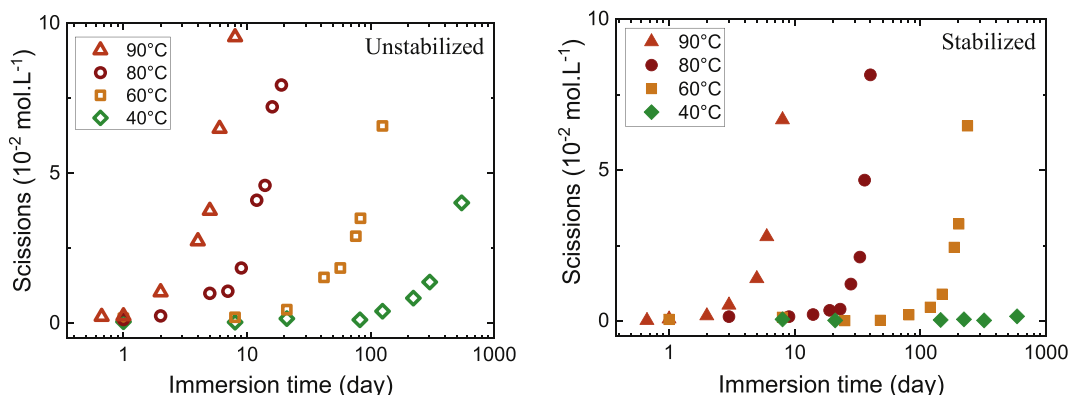 10
5
0
Scissions (10-2 mol.L-1)
90°C
80°C
60°C
40°C
Unstabilized
1
10
100
1000
Immersion time (day)
10
5
0
Scissions (10-2 mol.L-1)
90°C
80°C
60°C
40°C
Stabilized
1
10
100
1000
Immersion time (day)